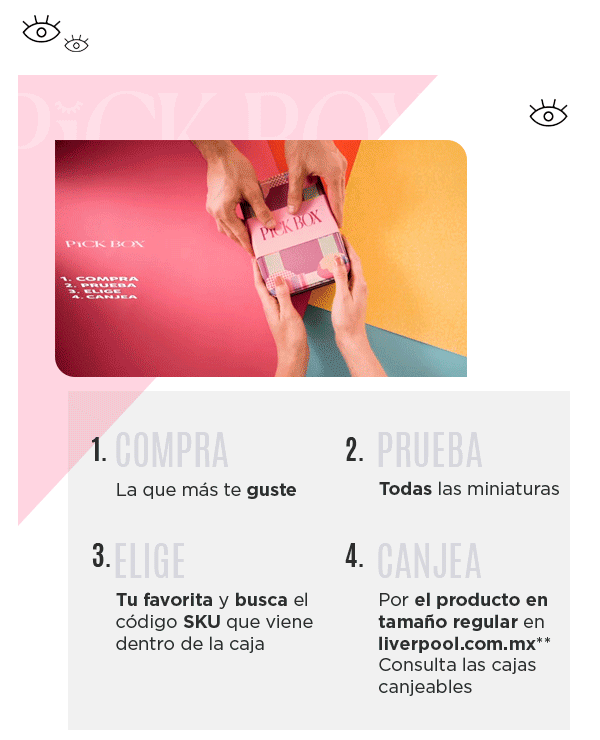 PiCK BOX
PiCK BOX
PiCK BOX
1. COMPRA
2. PRUEBA
3. ELIGE
4. CANJEA
1. COMPRA
La que más te guste
2. PRUEBA
Todas las miniaturas
3. ELIGE
Tu favorita y busca el
código SKU que viene
dentro de la caja
4. CANJEA
Por el producto en
tamaño regular en
liverpool.com.mx**
Consulta las cajas
canjeables